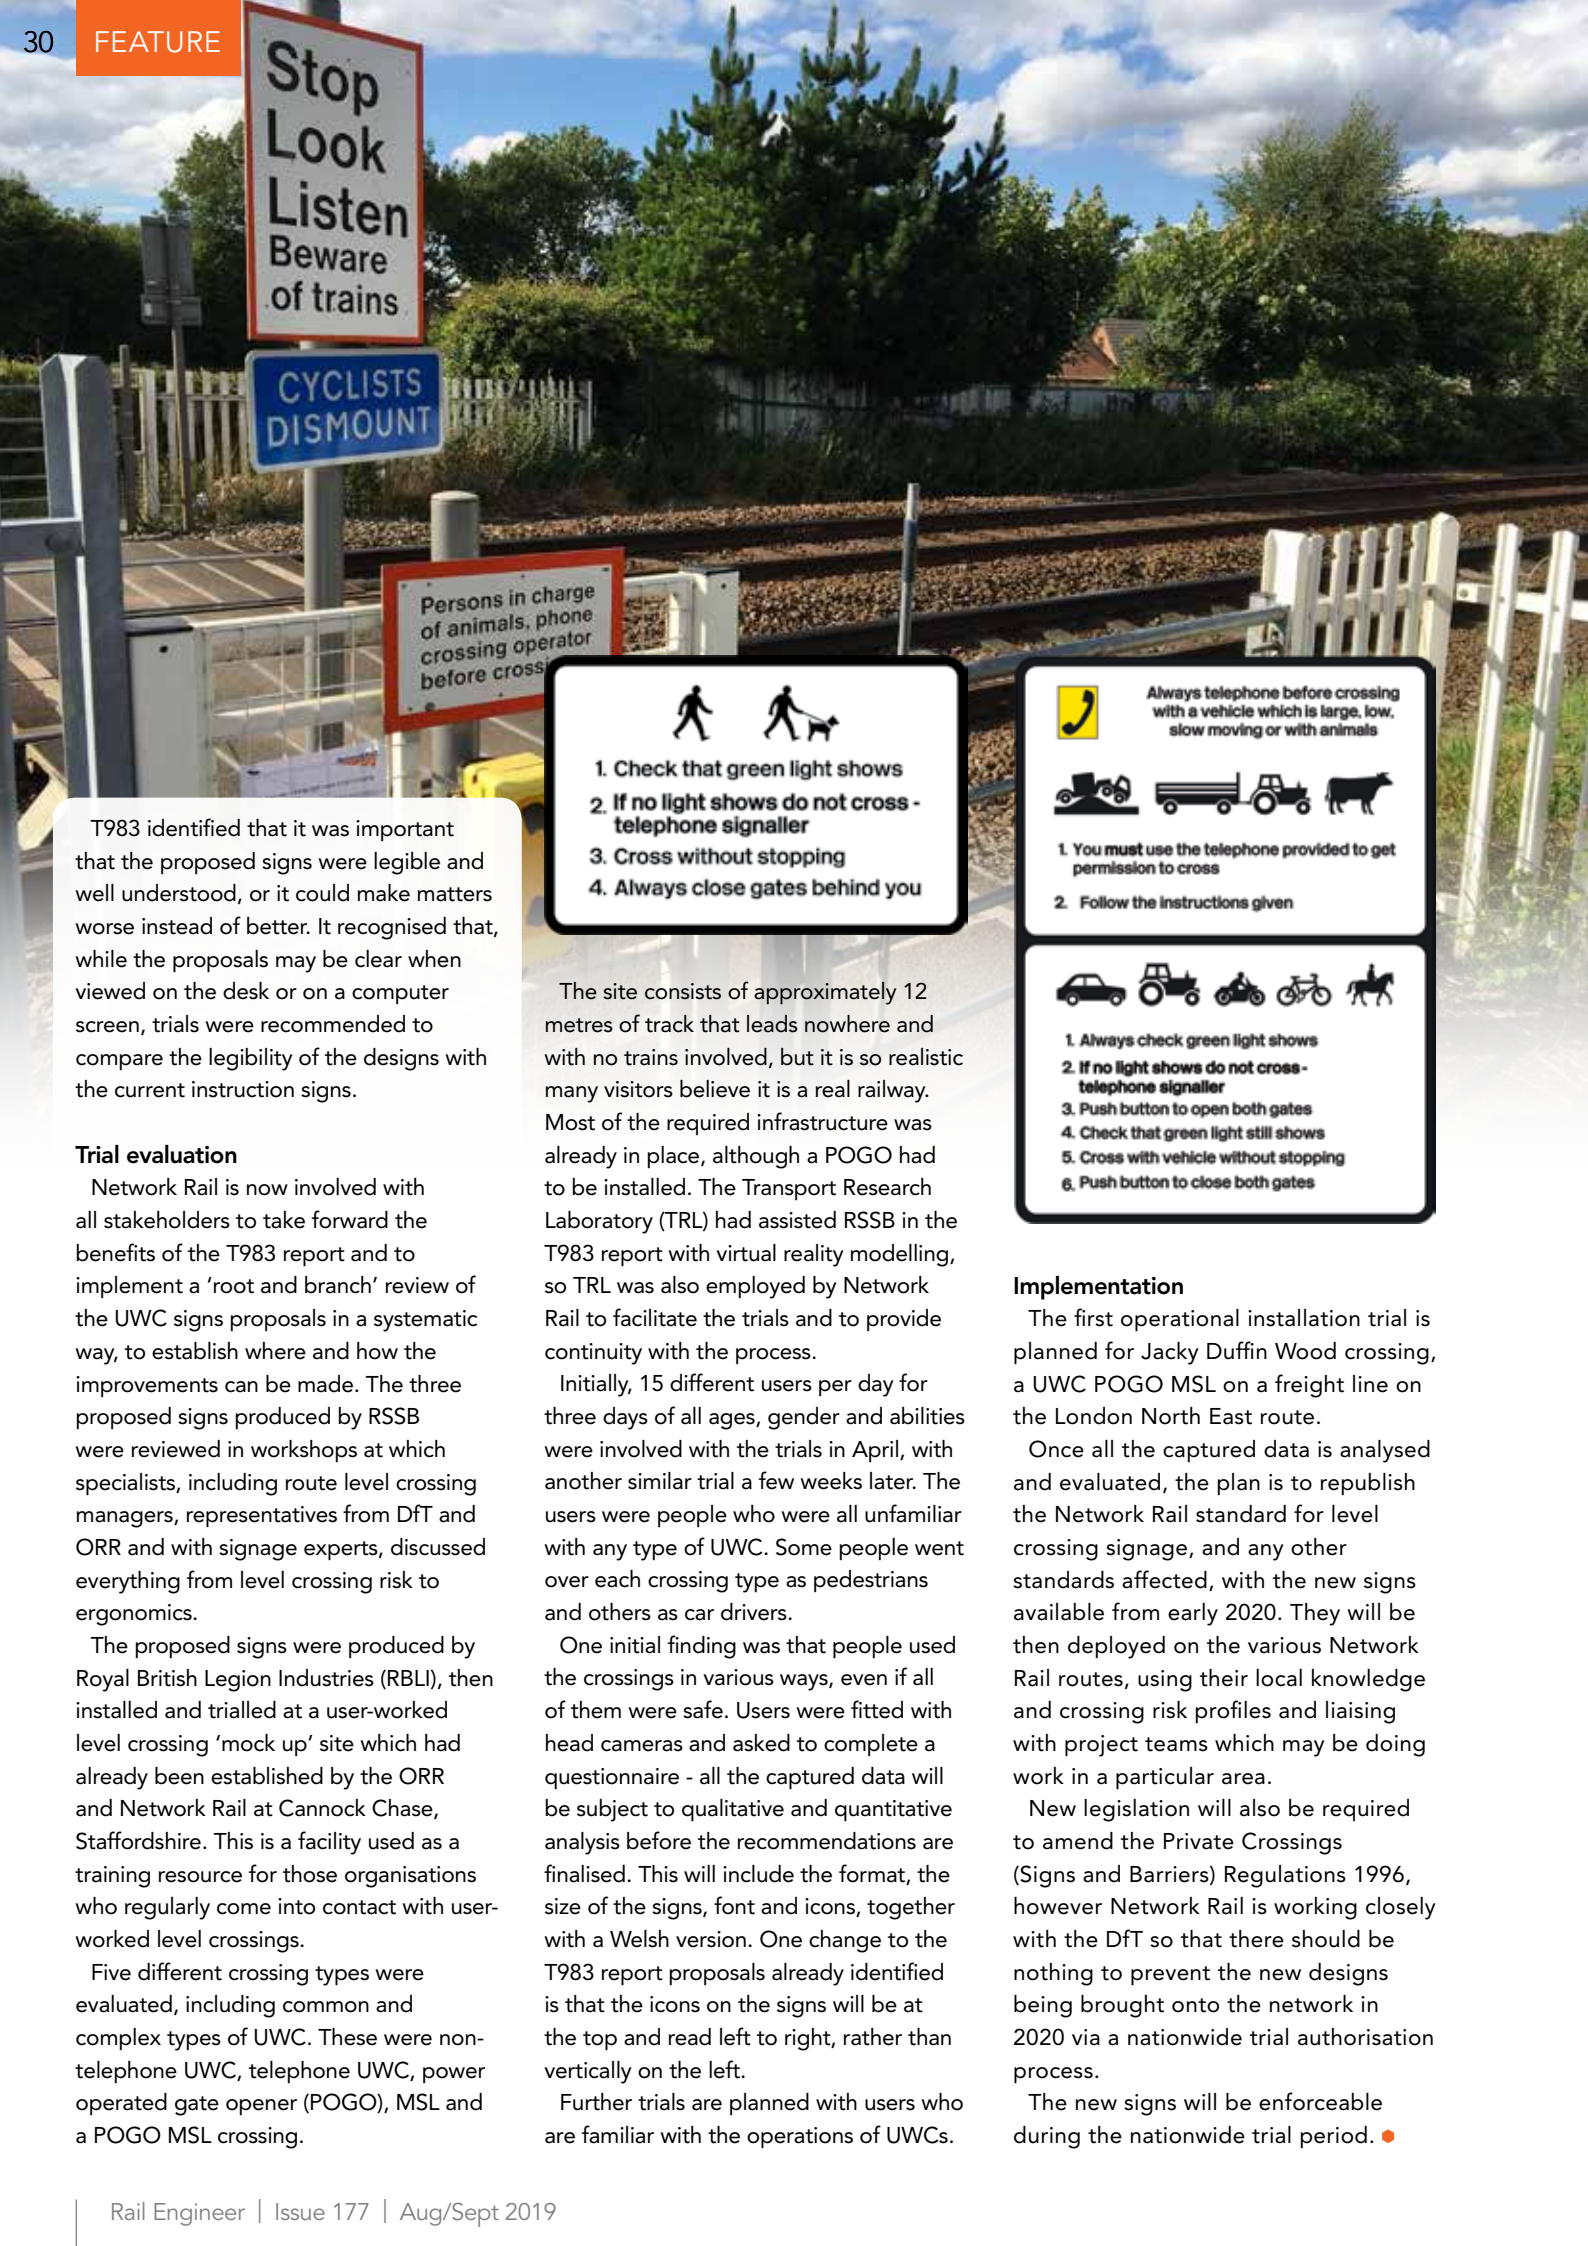 30
FEATURE
Stop
Look
Listen
Beware
of trains
CYCLISTS
DISMOUNT
Persons in charge
of animals, phone
crossing operator
before crossi
1. Check that green light shows
2. If no light shows do not cross -
telephone signaller
3. Cross without stopping
4. Always close gates behind you
Always telephone before crossing
with a vehicle which is large, low,
slow moving or with animals
1. You must use the telephone provided to get
permission to cross
2. Follow the instructions given
1. Always check green light shows
2. If no light shows do not cross -
telephone signaller
3. Push button to open both gates
4. Check that green light still shows
5. Cross with vehicle without stopping
6. Push button to close both gates
T983 identified that it was important
that the proposed signs were legible and
well understood, or it could make matters
worse instead of better. It recognised that,
while the proposals may be clear when
viewed on the desk or on a computer
screen, trials were recommended to
compare the legibility of the designs with
the current instruction signs.
Trial evaluation
Network Rail is now involved with
all stakeholders to take forward the
benefits of the T983 report and to
implement a ‘root and branch’ review of
the UWC signs proposals in a systematic
way, to establish where and how the
improvements can be made. The three
proposed signs produced by RSSB
were reviewed in workshops at which
specialists, including route level crossing
managers, representatives from DfT and
ORR and with signage experts, discussed
everything from level crossing risk to
ergonomics.
The proposed signs were produced by
Royal British Legion Industries (RBLI), then
installed and trialled at a user-worked
level crossing ‘mock up’ site which had
already been established by the ORR
and Network Rail at Cannock Chase,
Staffordshire. This is a facility used as a
training resource for those organisations
who regularly come into contact with user-
worked level crossings.
Five different crossing types were
evaluated, including common and
complex types of UWC. These were non-
telephone UWC, telephone UWC, power
operated gate opener (POGO), MSL and
a POGO MSL crossing.
The site consists of approximately 12
metres of track that leads nowhere and
with no trains involved, but it is so realistic
many visitors believe it is a real railway.
Most of the required infrastructure was
already in place, although a POGO had
to be installed. The Transport Research
Laboratory (TRL) had assisted RSSB in the
T983 report with virtual reality modelling,
so TRL was also employed by Network
Rail to facilitate the trials and to provide
continuity with the process.
Initially, 15 different users per day for
three days of all ages, gender and abilities
were involved with the trials in April, with
another similar trial a few weeks later. The
users were people who were all unfamiliar
with any type of UWC. Some people went
over each crossing type as pedestrians
and others as car drivers.
One initial finding was that people used
the crossings in various ways, even if all
of them were safe. Users were fitted with
head cameras and asked to complete a
questionnaire - all the captured data will
be subject to qualitative and quantitative
analysis before the recommendations are
finalised. This will include the format, the
size of the signs, font and icons, together
with a Welsh version. One change to the
T983 report proposals already identified
is that the icons on the signs will be at
the top and read left to right, rather than
vertically on the left.
Further trials are planned with users who
are familiar with the operations of UWCs.
Implementation
The first operational installation trial is
planned for Jacky Duffin Wood crossing,
a UWC POGO MSL on a freight line on
the London North East route.
Once all the captured data is analysed
and evaluated, the plan is to republish
the Network Rail standard for level
crossing signage, and any other
standards affected, with the new signs
available from early 2020. They will be
then deployed on the various Network
Rail routes, using their local knowledge
and crossing risk profiles and liaising
with project teams which may be doing
work in a particular area.
New legislation will also be required
to amend the Private Crossings
(Signs and Barriers) Regulations 1996,
however Network Rail is working closely
with the DfT so that there should be
nothing to prevent the new designs
being brought onto the network in
2020 via a nationwide trial authorisation
process.
The new signs will be enforceable
during the nationwide trial period.
Rail Engineer | Issue 177 | Aug/Sept 2019